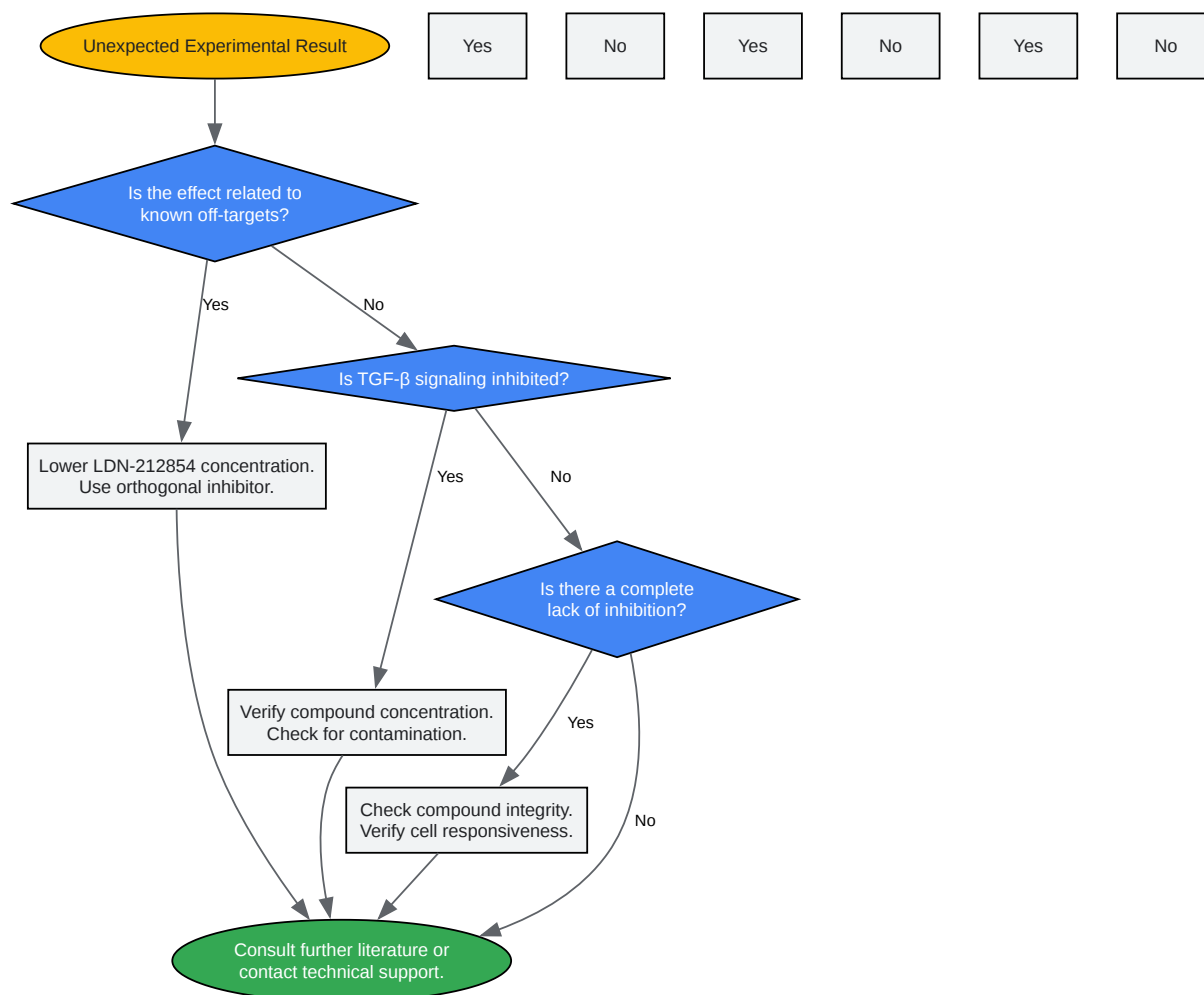 Unexpected Experimental Result
Yes
No
Yes
No
Yes
No
Is the effect related to
known off-targets?
Yes
No
Is TGF-β signaling inhibited?
Lower LDN-212854 concentration.
Use orthogonal inhibitor.
Yes
No
Is there a complete
lack of inhibition?
Verify compound concentration.
Check for contamination.
Yes
Check compound integrity.
Verify cell responsiveness.
No
Consult further literature or
contact technical support.